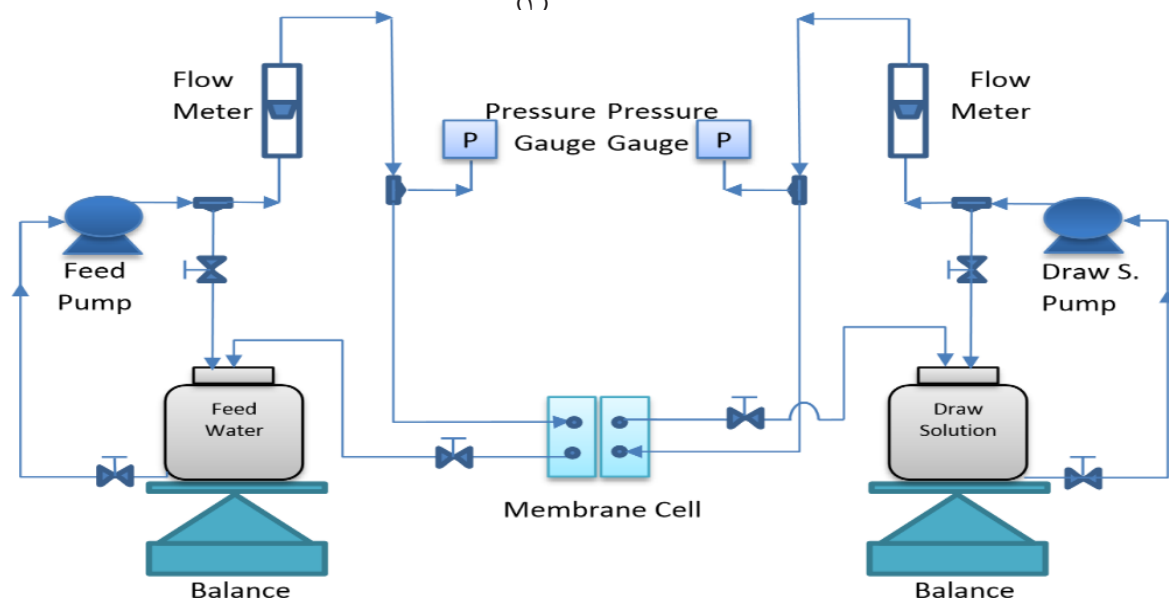 Flow
Meter
Pressure
Gauge
P
Pressure
Gauge
P
Flow
Meter
Feed
Pump
Draw S.
Pump
Feed
Water
Draw
Solution
Membrane Cell
Balance
Balance